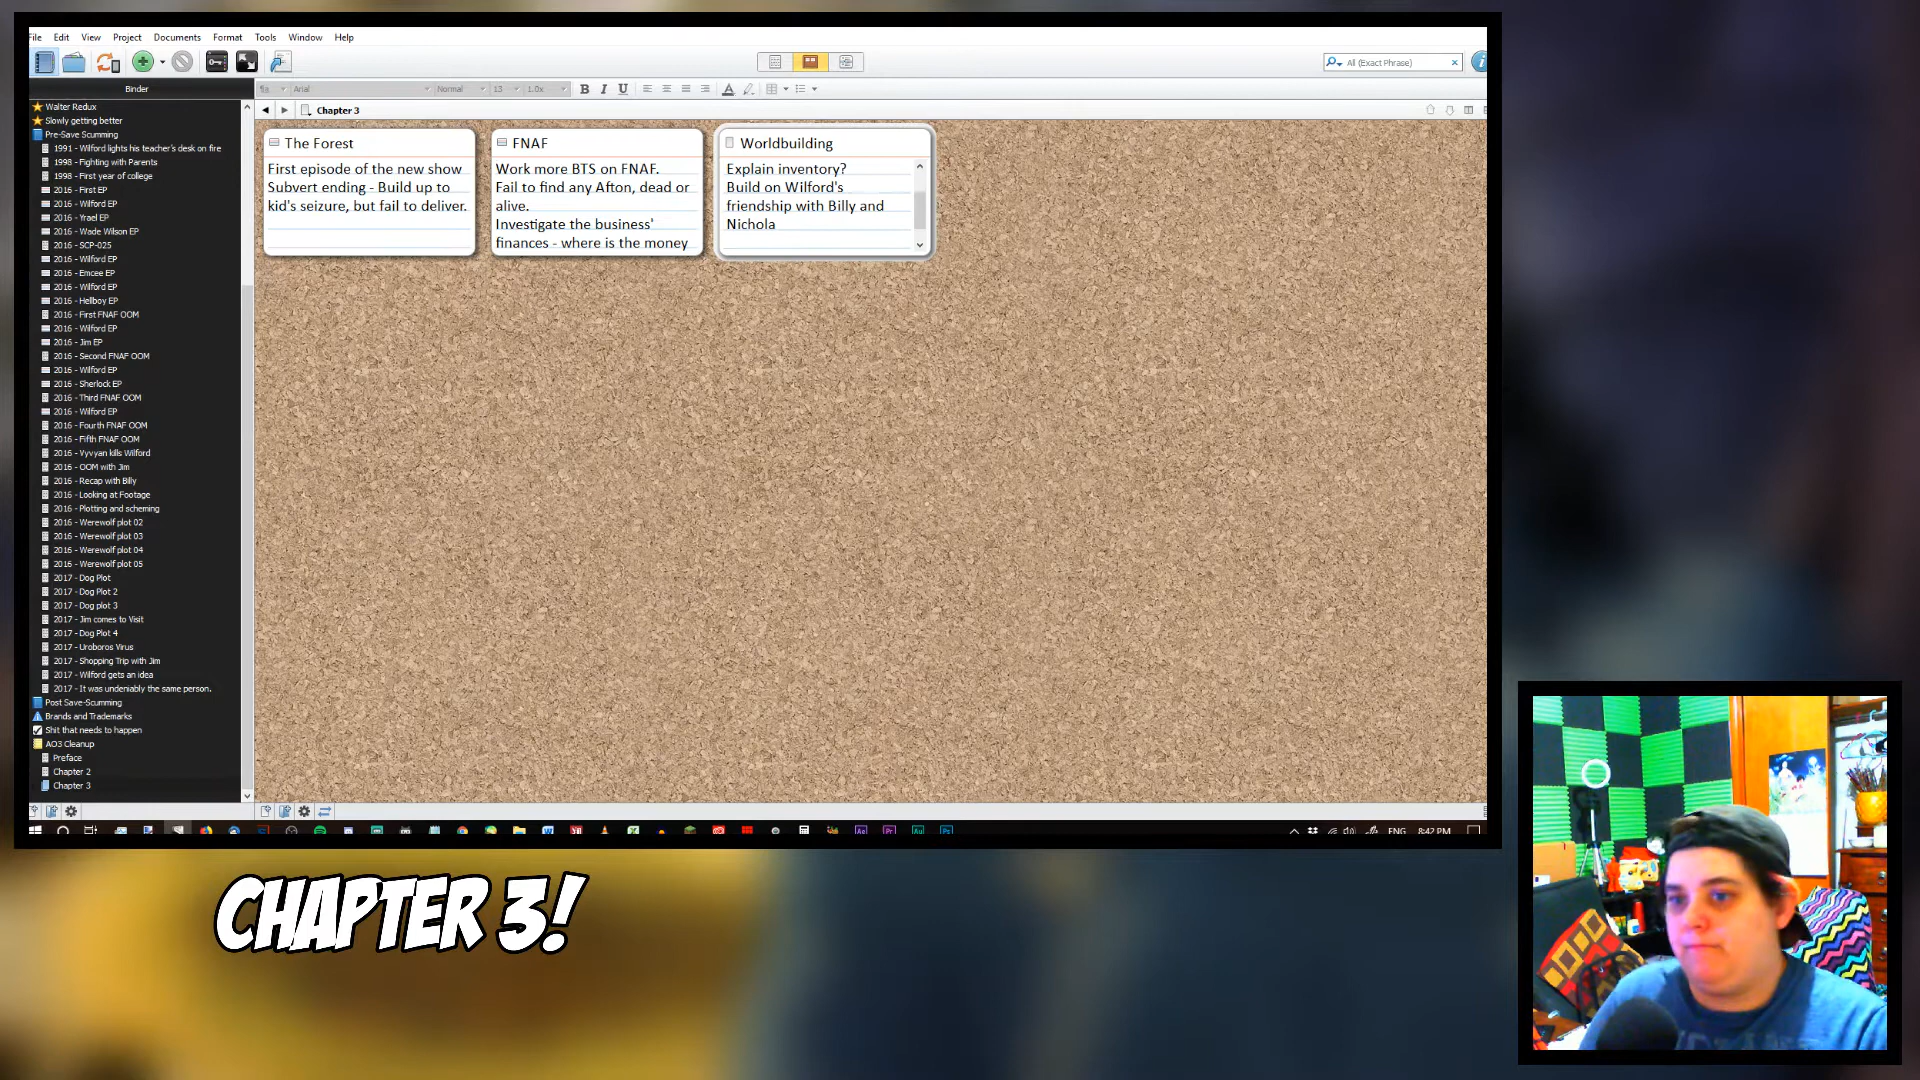 File Edit View Project Documents Format Tools Window Help
All (Exact Phrase)
Binder
Arial Normal 13 1.0x B I U A
Chapter 3
Walter Redux
Slowly getting better
Pre-Save Scumming
1991 - Wilford lights his teacher's desk on fire
1998 - Fighting with Parents
1998 - First year of college
2016 - First EP
2016 - Wilford EP
2016 - Yrael EP
2016 - Wade Wilson EP
2016 - SCP-025
2016 - Wilford EP
2016 - Emcee EP
2016 - Wilford EP
2016 - Hellboy EP
2016 - First FNAF OOM
2016 - Wilford EP
2016 - Jim EP
2016 - Second FNAF OOM
2016 - Wilford EP
2016 - Sherlock EP
2016 - Third FNAF OOM
2016 - Wilford EP
2016 - Fourth FNAF OOM
2016 - Fifth FNAF OOM
2016 - Vyvyan kills Wilford
2016 - OOM with Jim
2016 - Recap with Billy
2016 - Looking at Footage
2016 - Plotting and scheming
2016 - Werewolf plot 02
2016 - Werewolf plot 03
2016 - Werewolf plot 04
2016 - Werewolf plot 05
2017 - Dog Plot
2017 - Dog Plot 2
2017 - Dog plot 3
2017 - Jim comes to Visit
2017 - Dog Plot 4
2017 - Uroboros Virus
2017 - Shopping Trip with Jim
2017 - Wilford gets an idea
2017 - It was undeniably the same person.
Post Save-Scumming
Brands and Trademarks
Shit that needs to happen
AO3 Cleanup
Preface
Chapter 2
Chapter 3
The Forest
First episode of the new show
Subvert ending - Build up to
kid's seizure, but fail to deliver.
FNAF
Work more BTS on FNAF.
Fail to find any Afton, dead or
alive.
Investigate the business'
finances - where is the money
Worldbuilding
Explain inventory?
Build on Wilford's
friendship with Billy and
Nichola
ENG 8:42 PM
CHAPTER 3!